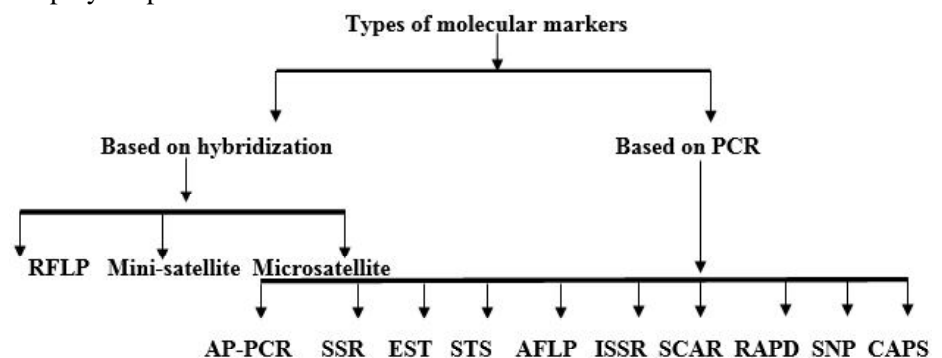 Types of molecular markers
Based on hybridization Based on PCR
RFLP Mini-satellite Microsatellite
AP-PCR SSR EST STS AFLP ISSR SCAR RAPD SNP CAPS